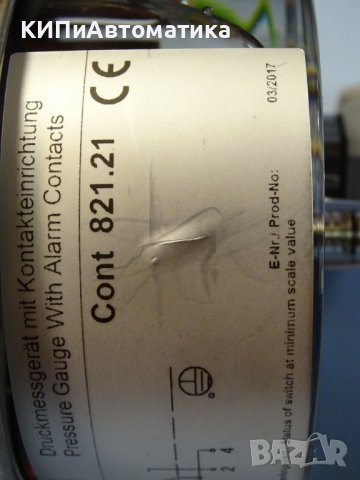 КИПиАвтоматика
Druckmessgerät mit Kontakteinrichtung
Pressure Gauge With Alarm Contacts
Cont 821.21 CE
03/2017
E-Nr./ Prod-No:
status of switch at minimum scale value
2 4
BAZAR